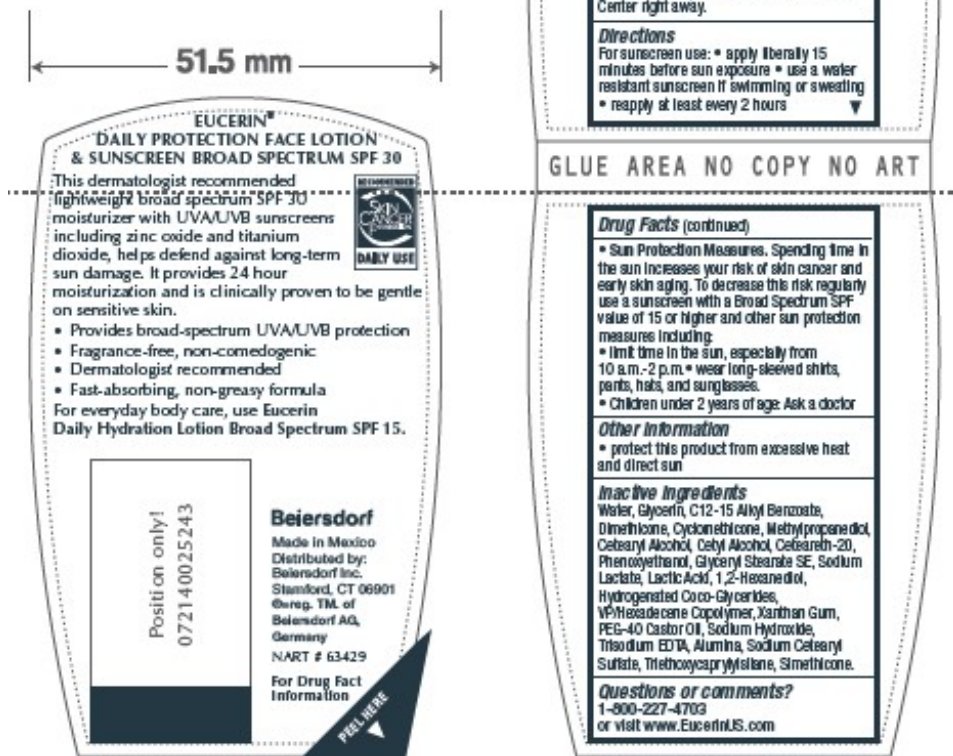 51.5 mm
EUCERIN®
DAILY PROTECTION FACE LOTION
& SUNSCREEN BROAD SPECTRUM SPF 30
This dermatologist recommended
lightweight broad spectrum SPF 30
moisturizer with UVA/UVB sunscreens
including zinc oxide and titanium
dioxide, helps defend against long-term
sun damage. It provides 24 hour
moisturization and is clinically proven to be gentle
on sensitive skin.
• Provides broad-spectrum UVA/UVB protection
• Fragrance-free, non-comedogenic
• Dermatologist recommended
• Fast-absorbing, non-greasy formula
For everyday body care, use Eucerin
Daily Hydration Lotion Broad Spectrum SPF 15.
RECOMMENDED
SKIN
CANCER
DAILY USE
Position only!
072140025243
Beiersdorf
Made in Mexico
Distributed by:
Beiersdorf Inc.
Stamford, CT 06901
®=reg. TM. of
Beiersdorf AG,
Germany
NART # 63429
For Drug Fact
Information
PEEL HERE
Center right away.
Directions
For sunscreen use: • apply liberally 15
minutes before sun exposure • use a water
resistant sunscreen if swimming or sweating
• reapply at least every 2 hours
GLUE AREA NO COPY NO ART
Drug Facts (continued)
• Sun Protection Measures. Spending time in
the sun increases your risk of skin cancer and
early skin aging. To decrease this risk regularly
use a sunscreen with a Broad Spectrum SPF
value of 15 or higher and other sun protection
measures including:
• limit time in the sun, especially from
10 a.m.-2 p.m. • wear long-sleeved shirts,
pants, hats, and sunglasses.
• Children under 2 years of age: Ask a doctor
Other Information
• protect this product from excessive heat
and direct sun
Inactive Ingredients
Water, Glycerin, C12-15 Alkyl Benzoate,
Dimethicone, Cyclomethicone, Methylpropanediol,
Cetearyl Alcohol, Cetyl Alcohol, Ceteareth-20,
Phenoxyethanol, Glyceryl Stearate SE, Sodium
Lactate, Lactic Acid, 1,2-Hexanediol,
Hydrogenated Coco-Glycerides,
VP/Hexadecene Copolymer, Xanthan Gum,
PEG-40 Castor Oil, Sodium Hydroxide,
Trisodium EDTA, Alumina, Sodium Cetearyl
Sulfate, Triethoxycaprylylsilane, Simethicone.
Questions or comments?
1-800-227-4703
or visit www.EucerinUS.com